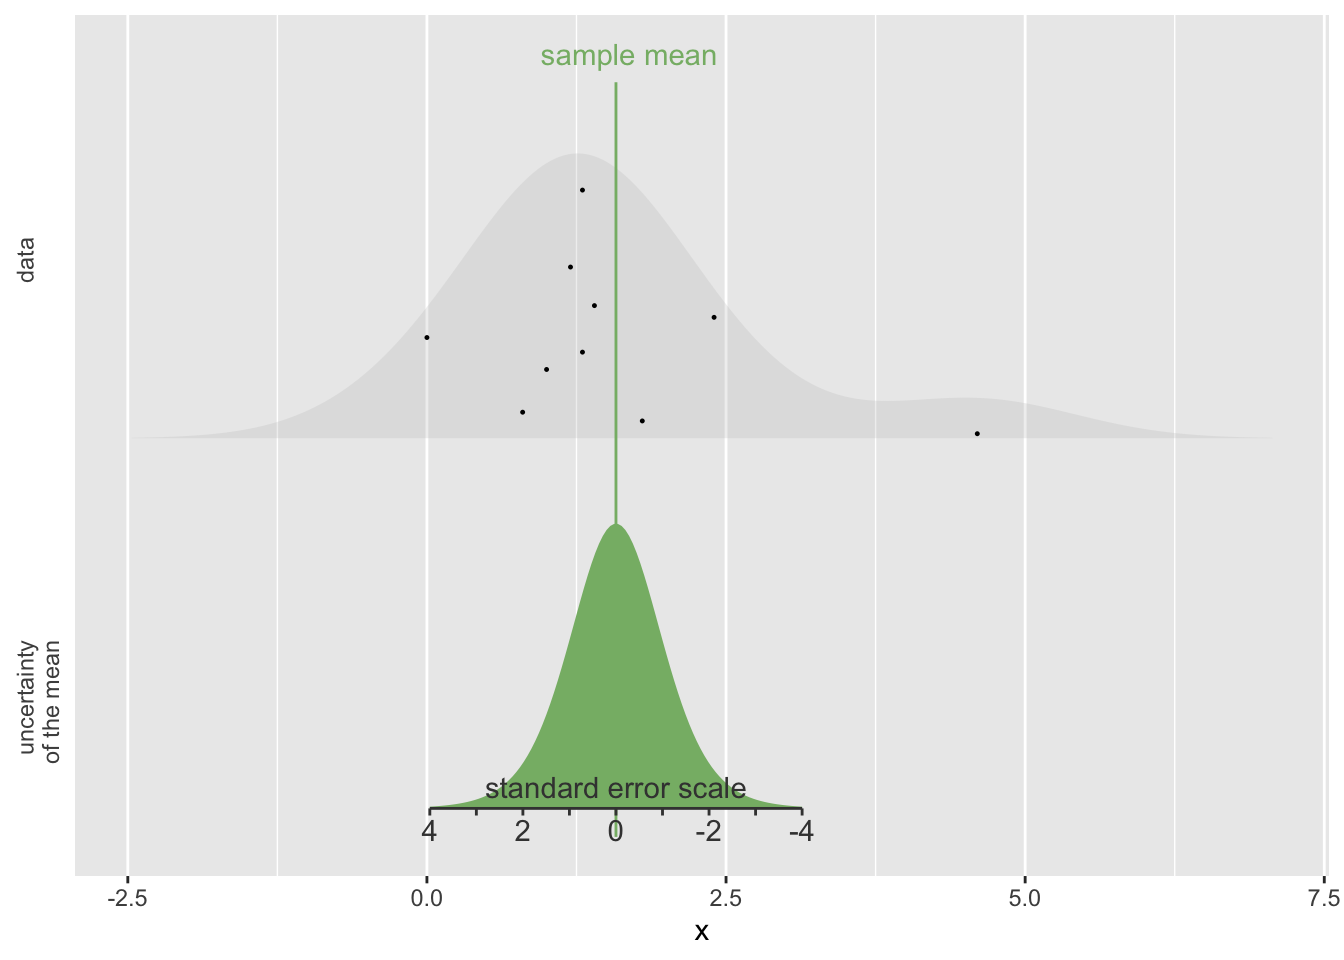 sample mean
data
uncertainty
of the mean
standard error scale
4 2 0 -2 -4
-2.5 0.0 2.5 5.0 7.5
x